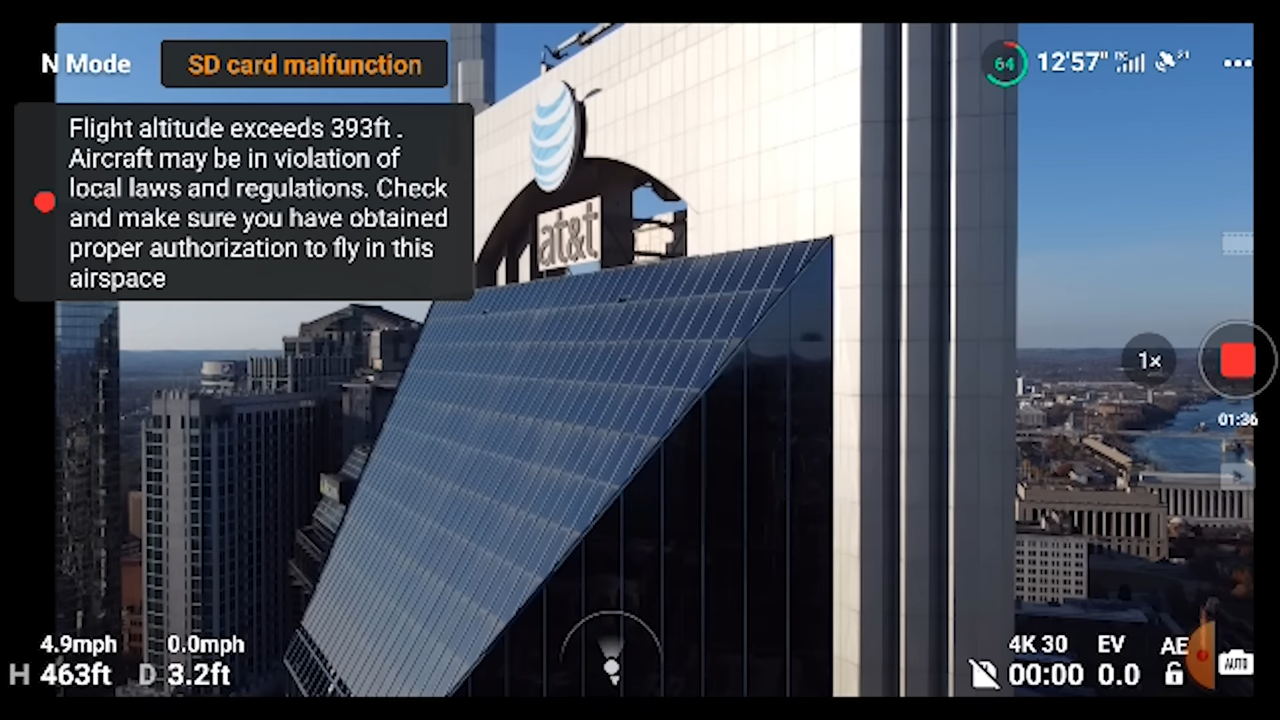 N Mode
SD card malfunction
64
12'57"
RC
Flight altitude exceeds 393ft .
Aircraft may be in violation of
local laws and regulations. Check
and make sure you have obtained
proper authorization to fly in this
airspace
at&t
1x
01:36
4.9mph
0.0mph
H 463ft
D 3.2ft
4K 30
EV
AE
00:00
0.0
AUTO